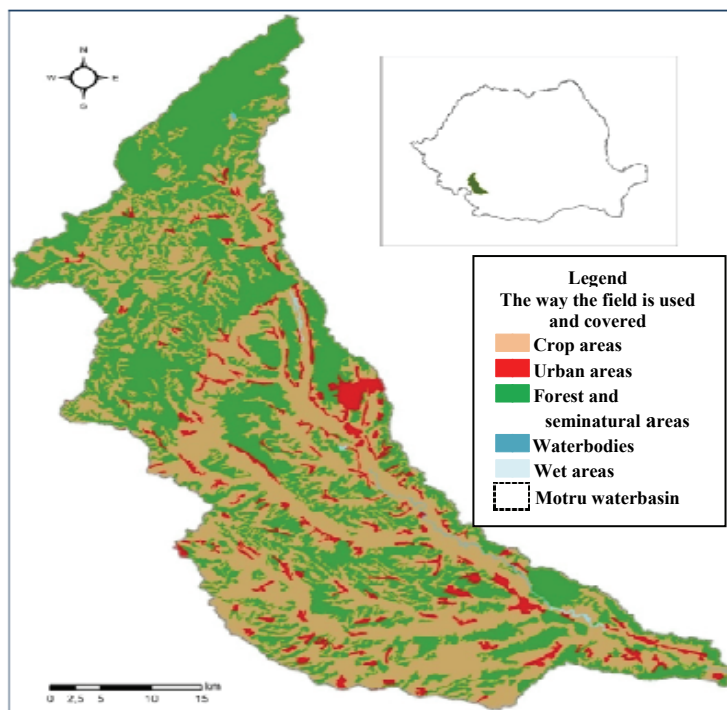 N
W E
S
Legend
The way the field is used
and covered
Crop areas
Urban areas
Forest and
seminatural areas
Waterbodies
Wet areas
Motru waterbasin
km
0 2,5 5 10 15